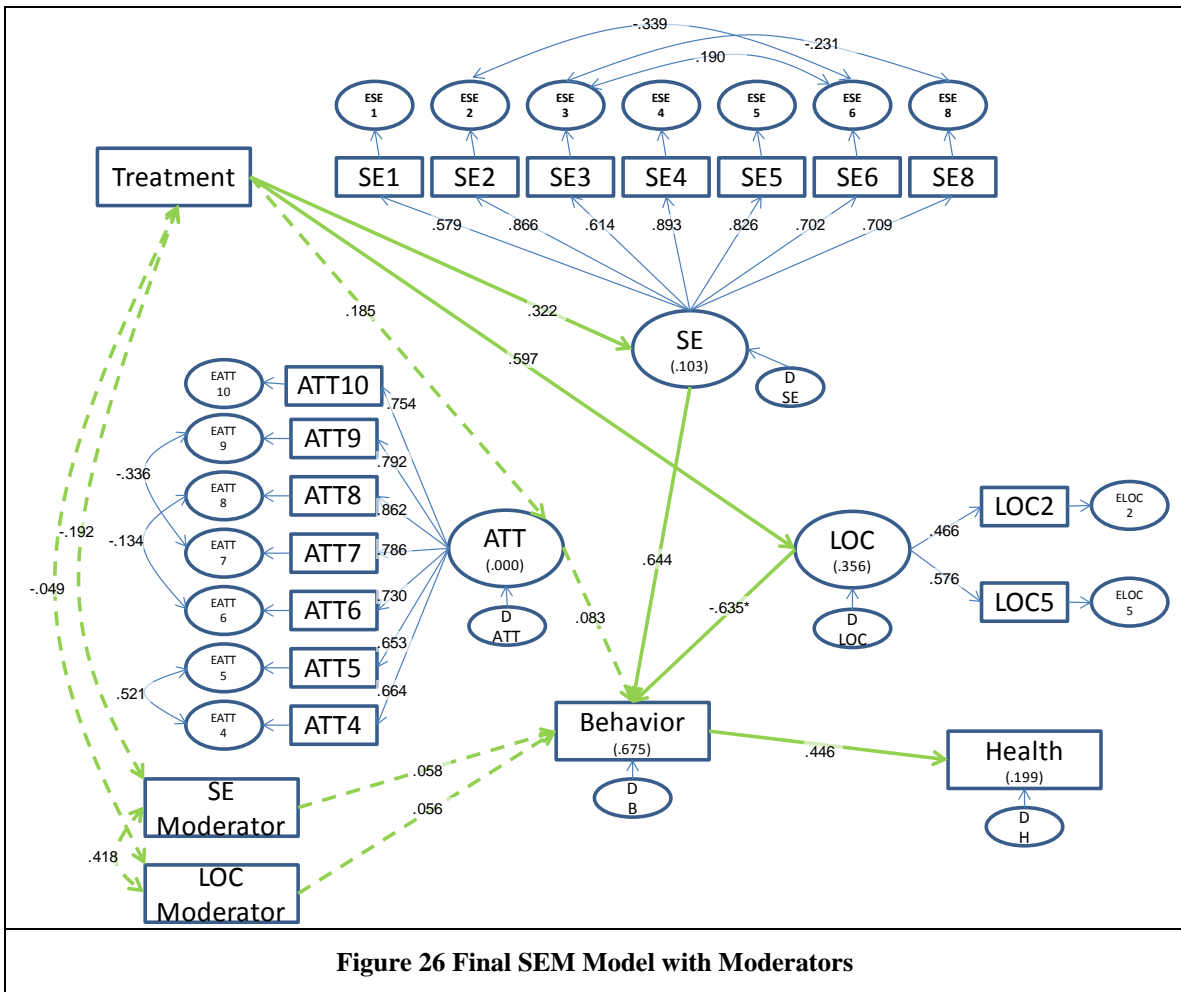 -.339
-.231
.190
ESE
1
ESE
2
ESE
3
ESE
4
ESE
5
ESE
6
ESE
8
Treatment
SE1
SE2
SE3
SE4
SE5
SE6
SE8
.579
.866
.614
.893
.826
.702
.709
.185
.322
.597
SE
(.103)
D
SE
EATT
10
ATT10
.754
EATT
9
ATT9
.792
-.336
EATT
8
ATT8
.862
-.192
-.134
EATT
7
ATT7
.786
-.049
EATT
6
ATT6
.730
EATT
5
ATT5
.653
.521
EATT
4
ATT4
.664
ATT
(.000)
D
ATT
.083
.644
-.635*
LOC
(.356)
D
LOC
.466
LOC2
ELOC
2
.576
LOC5
ELOC
5
Behavior
(.675)
D
B
.446
Health
(.199)
D
H
SE
Moderator
.058
.056
.418
LOC
Moderator
Figure 26 Final SEM Model with Moderators